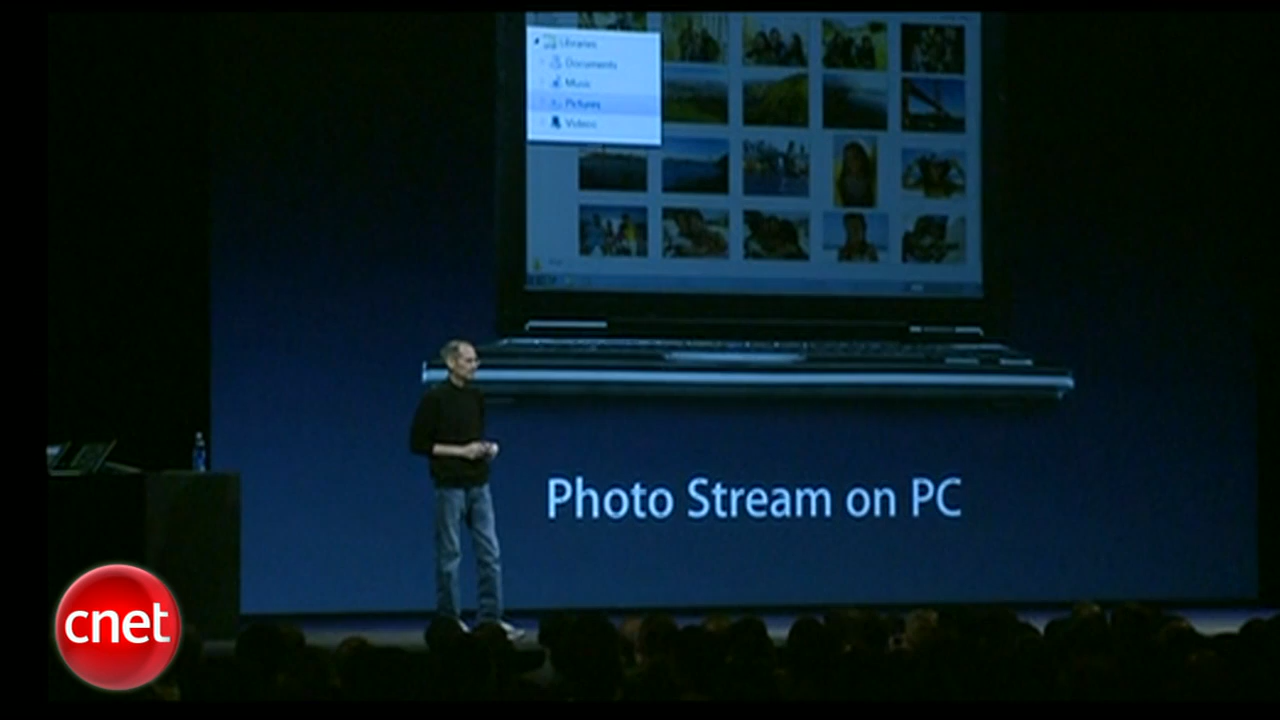 Libraries
Documents
Music
Pictures
Videos
Photo Stream on PC
cnet